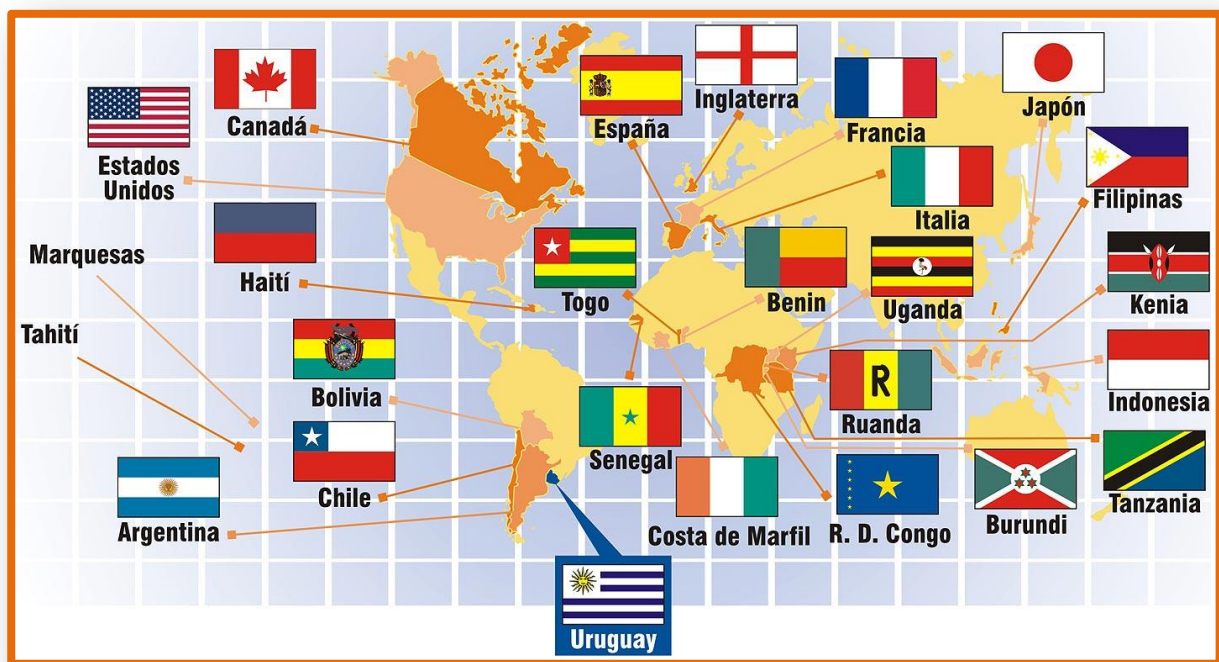 Canadá
Estados
Unidos
España
Inglaterra
Francia
Japón
Filipinas
Italia
Marquesas
Haití
Togo
Benin
Uganda
Kenia
Tahití
Bolivia
Senegal
R
Ruanda
Indonesia
Argentina
Chile
Costa de Marfil
R. D. Congo
Burundi
Tanzania
Uruguay